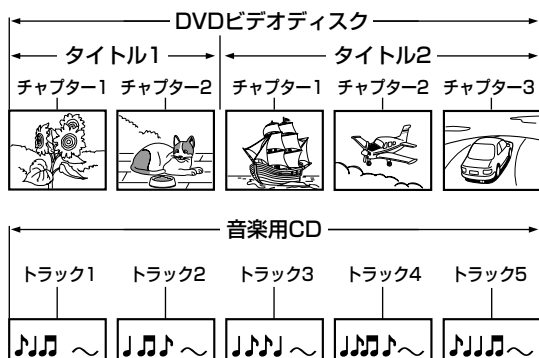 DVDビデオディスク
タイトル1 タイトル2
チャプター1 チャプター2 チャプター1 チャプター2 チャプター3
音楽用CD
トラック1 トラック2 トラック3 トラック4 トラック5